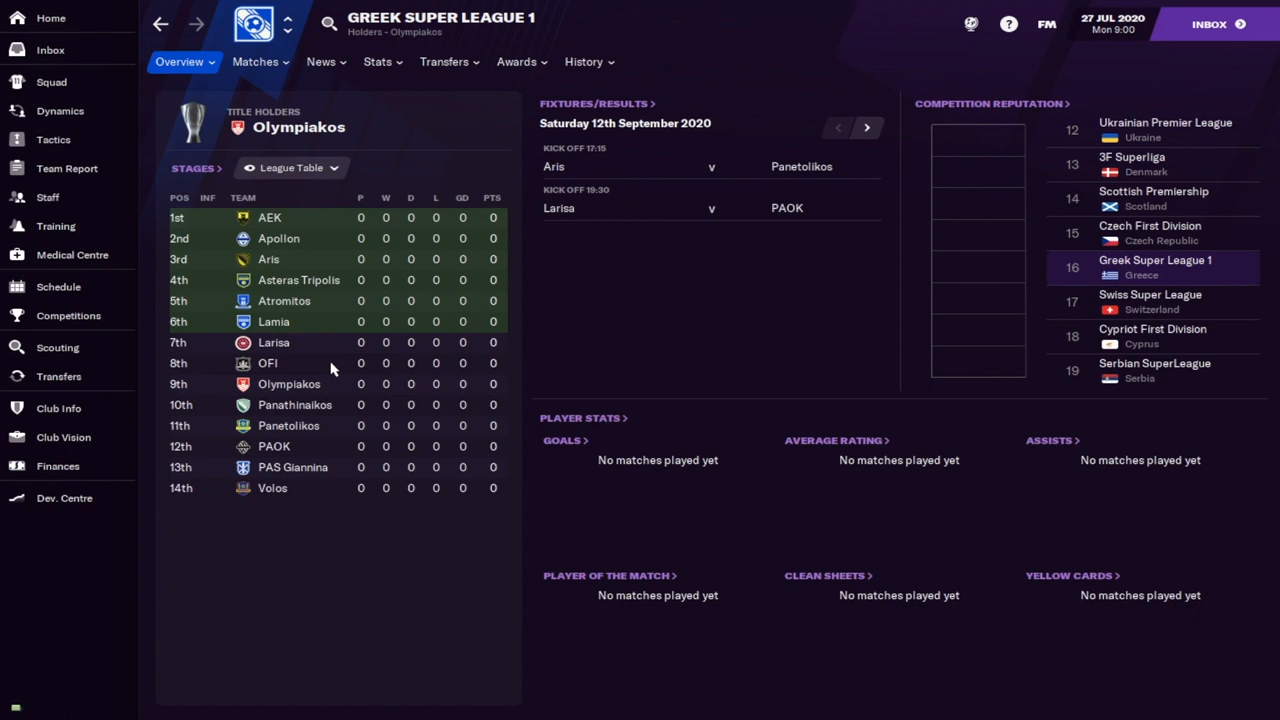 Home
Inbox
Squad
Dynamics
Tactics
Team Report
Staff
Training
Medical Centre
Schedule
Competitions
Scouting
Transfers
Club Info
Club Vision
Finances
Dev. Centre
GREEK SUPER LEAGUE 1
Holders - Olympiakos
FM
27 JUL 2020
Mon 9:00
INBOX
Overview
Matches
News
Stats
Transfers
Awards
History
TITLE HOLDERS
Olympiakos
STAGES >
League Table
POS INF TEAM P W D L GD PTS
1st AEK 0 0 0 0 0 0
2nd Apollon 0 0 0 0 0 0
3rd Aris 0 0 0 0 0 0
4th Asteras Tripolis 0 0 0 0 0 0
5th Atromitos 0 0 0 0 0 0
6th Lamia 0 0 0 0 0 0
7th Larisa 0 0 0 0 0 0
8th OFI 0 0 0 0 0 0
9th Olympiakos 0 0 0 0 0 0
10th Panathinaikos 0 0 0 0 0 0
11th Panetolikos 0 0 0 0 0 0
12th PAOK 0 0 0 0 0 0
13th PAS Giannina 0 0 0 0 0 0
14th Volos 0 0 0 0 0 0
FIXTURES/RESULTS >
Saturday 12th September 2020
KICK OFF 17:15
Aris v Panetolikos
KICK OFF 19:30
Larisa v PAOK
COMPETITION REPUTATION >
12 Ukrainian Premier League
Ukraine
13 3F Superliga
Denmark
14 Scottish Premiership
Scotland
15 Czech First Division
Czech Republic
16 Greek Super League 1
Greece
17 Swiss Super League
Switzerland
18 Cypriot First Division
Cyprus
19 Serbian SuperLeague
Serbia
PLAYER STATS >
GOALS >
No matches played yet
AVERAGE RATING >
No matches played yet
ASSISTS >
No matches played yet
PLAYER OF THE MATCH >
No matches played yet
CLEAN SHEETS >
No matches played yet
YELLOW CARDS >
No matches played yet